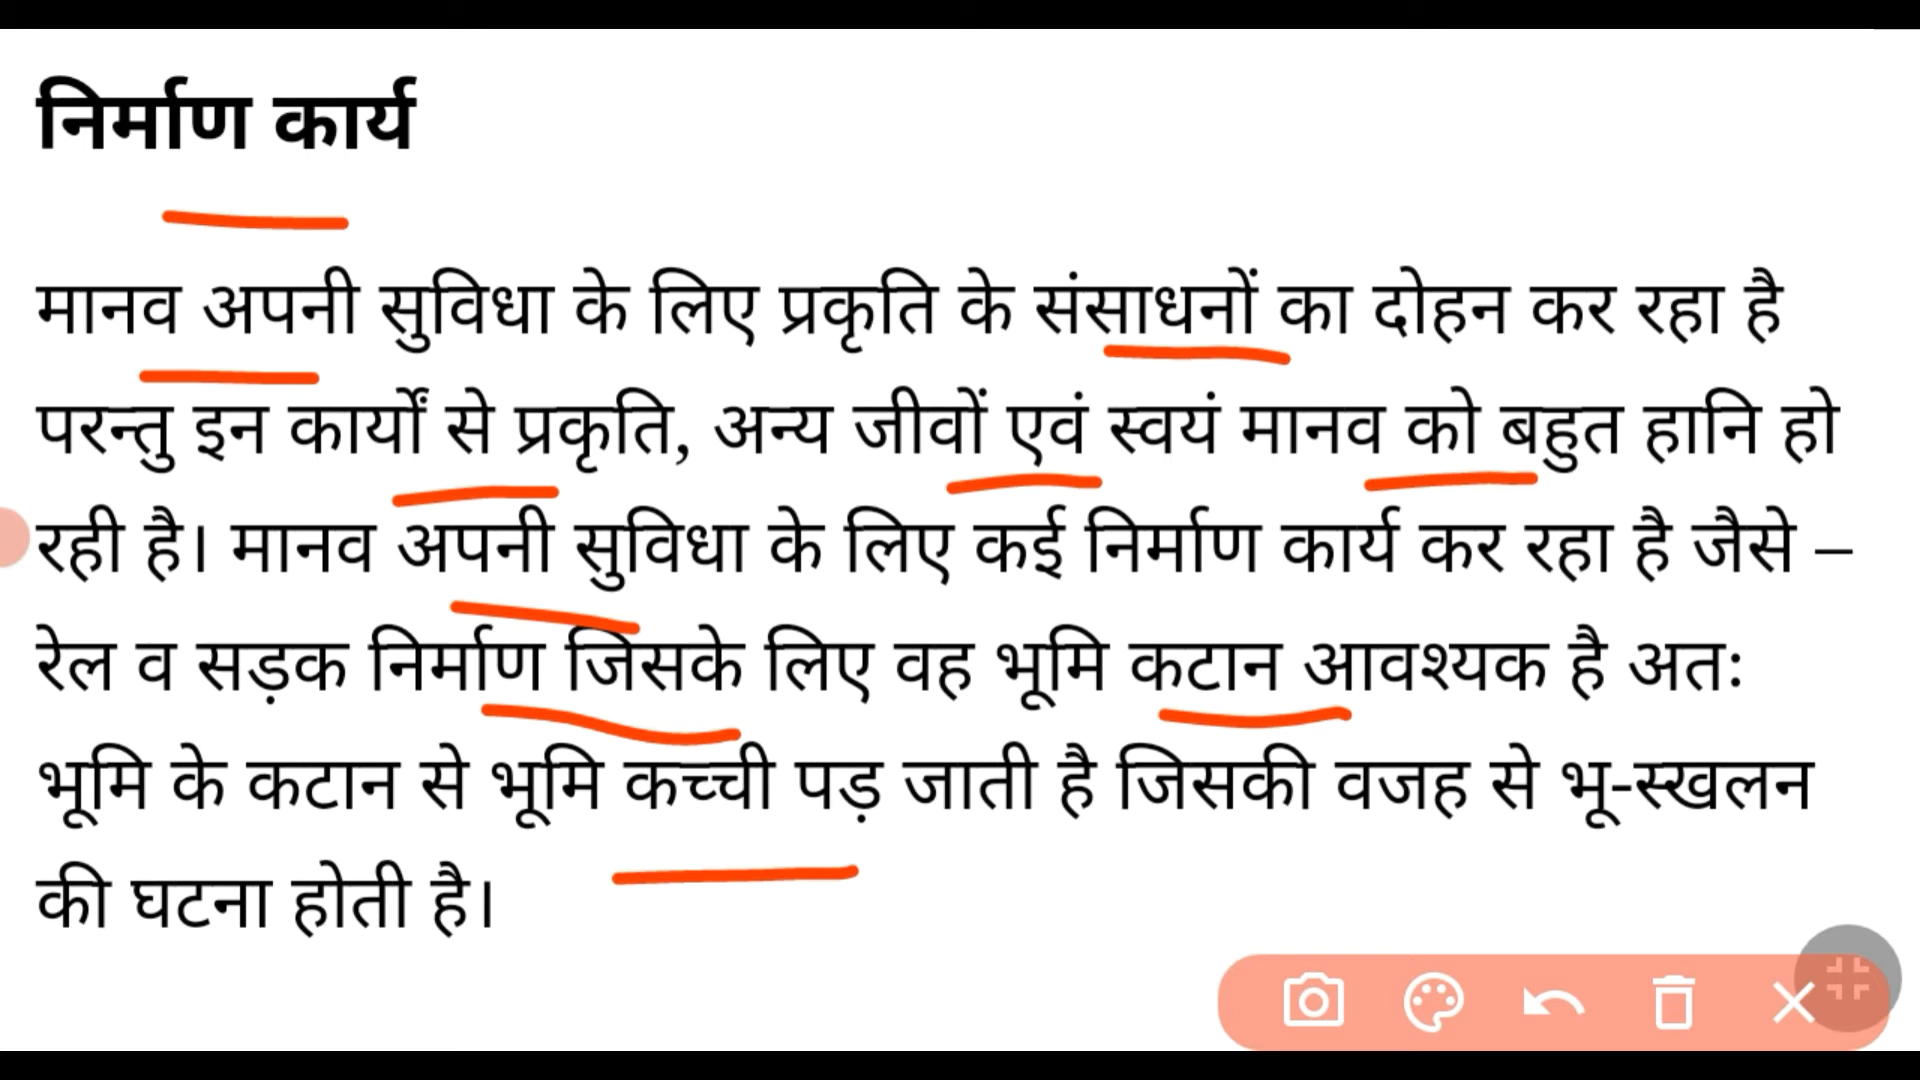 निर्माण कार्य
मानव अपनी सुविधा के लिए प्रकृति के संसाधनों का दोहन कर रहा है
परन्तु इन कार्यों से प्रकृति, अन्य जीवों एवं स्वयं मानव को बहुत हानि हो
रही है। मानव अपनी सुविधा के लिए कई निर्माण कार्य कर रहा है जैसे –
रेल व सड़क निर्माण जिसके लिए वह भूमि कटान आवश्यक है अतः
भूमि के कटान से भूमि कच्ची पड़ जाती है जिसकी वजह से भू-स्खलन
की घटना होती है।